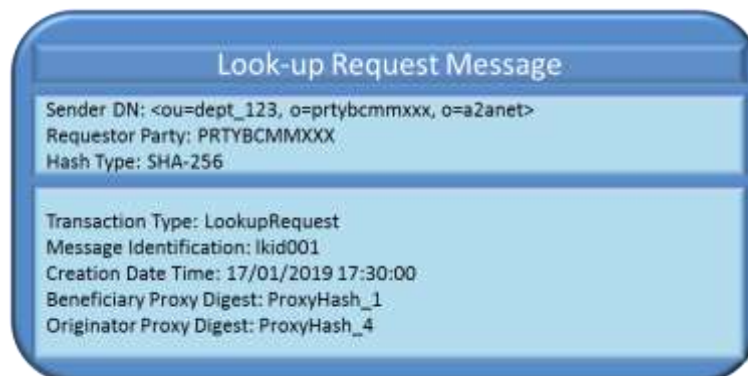 Look-up Request Message
Sender DN: <ou=dept_123, o=prtybcmmxxx, o=a2anet>
Requestor Party: PRTYBCMMXXX
Hash Type: SHA-256
Transaction Type: LookupRequest
Message Identification: lkid001
Creation Date Time: 17/01/2019 17:30:00
Beneficiary Proxy Digest: ProxyHash_1
Originator Proxy Digest: ProxyHash_4